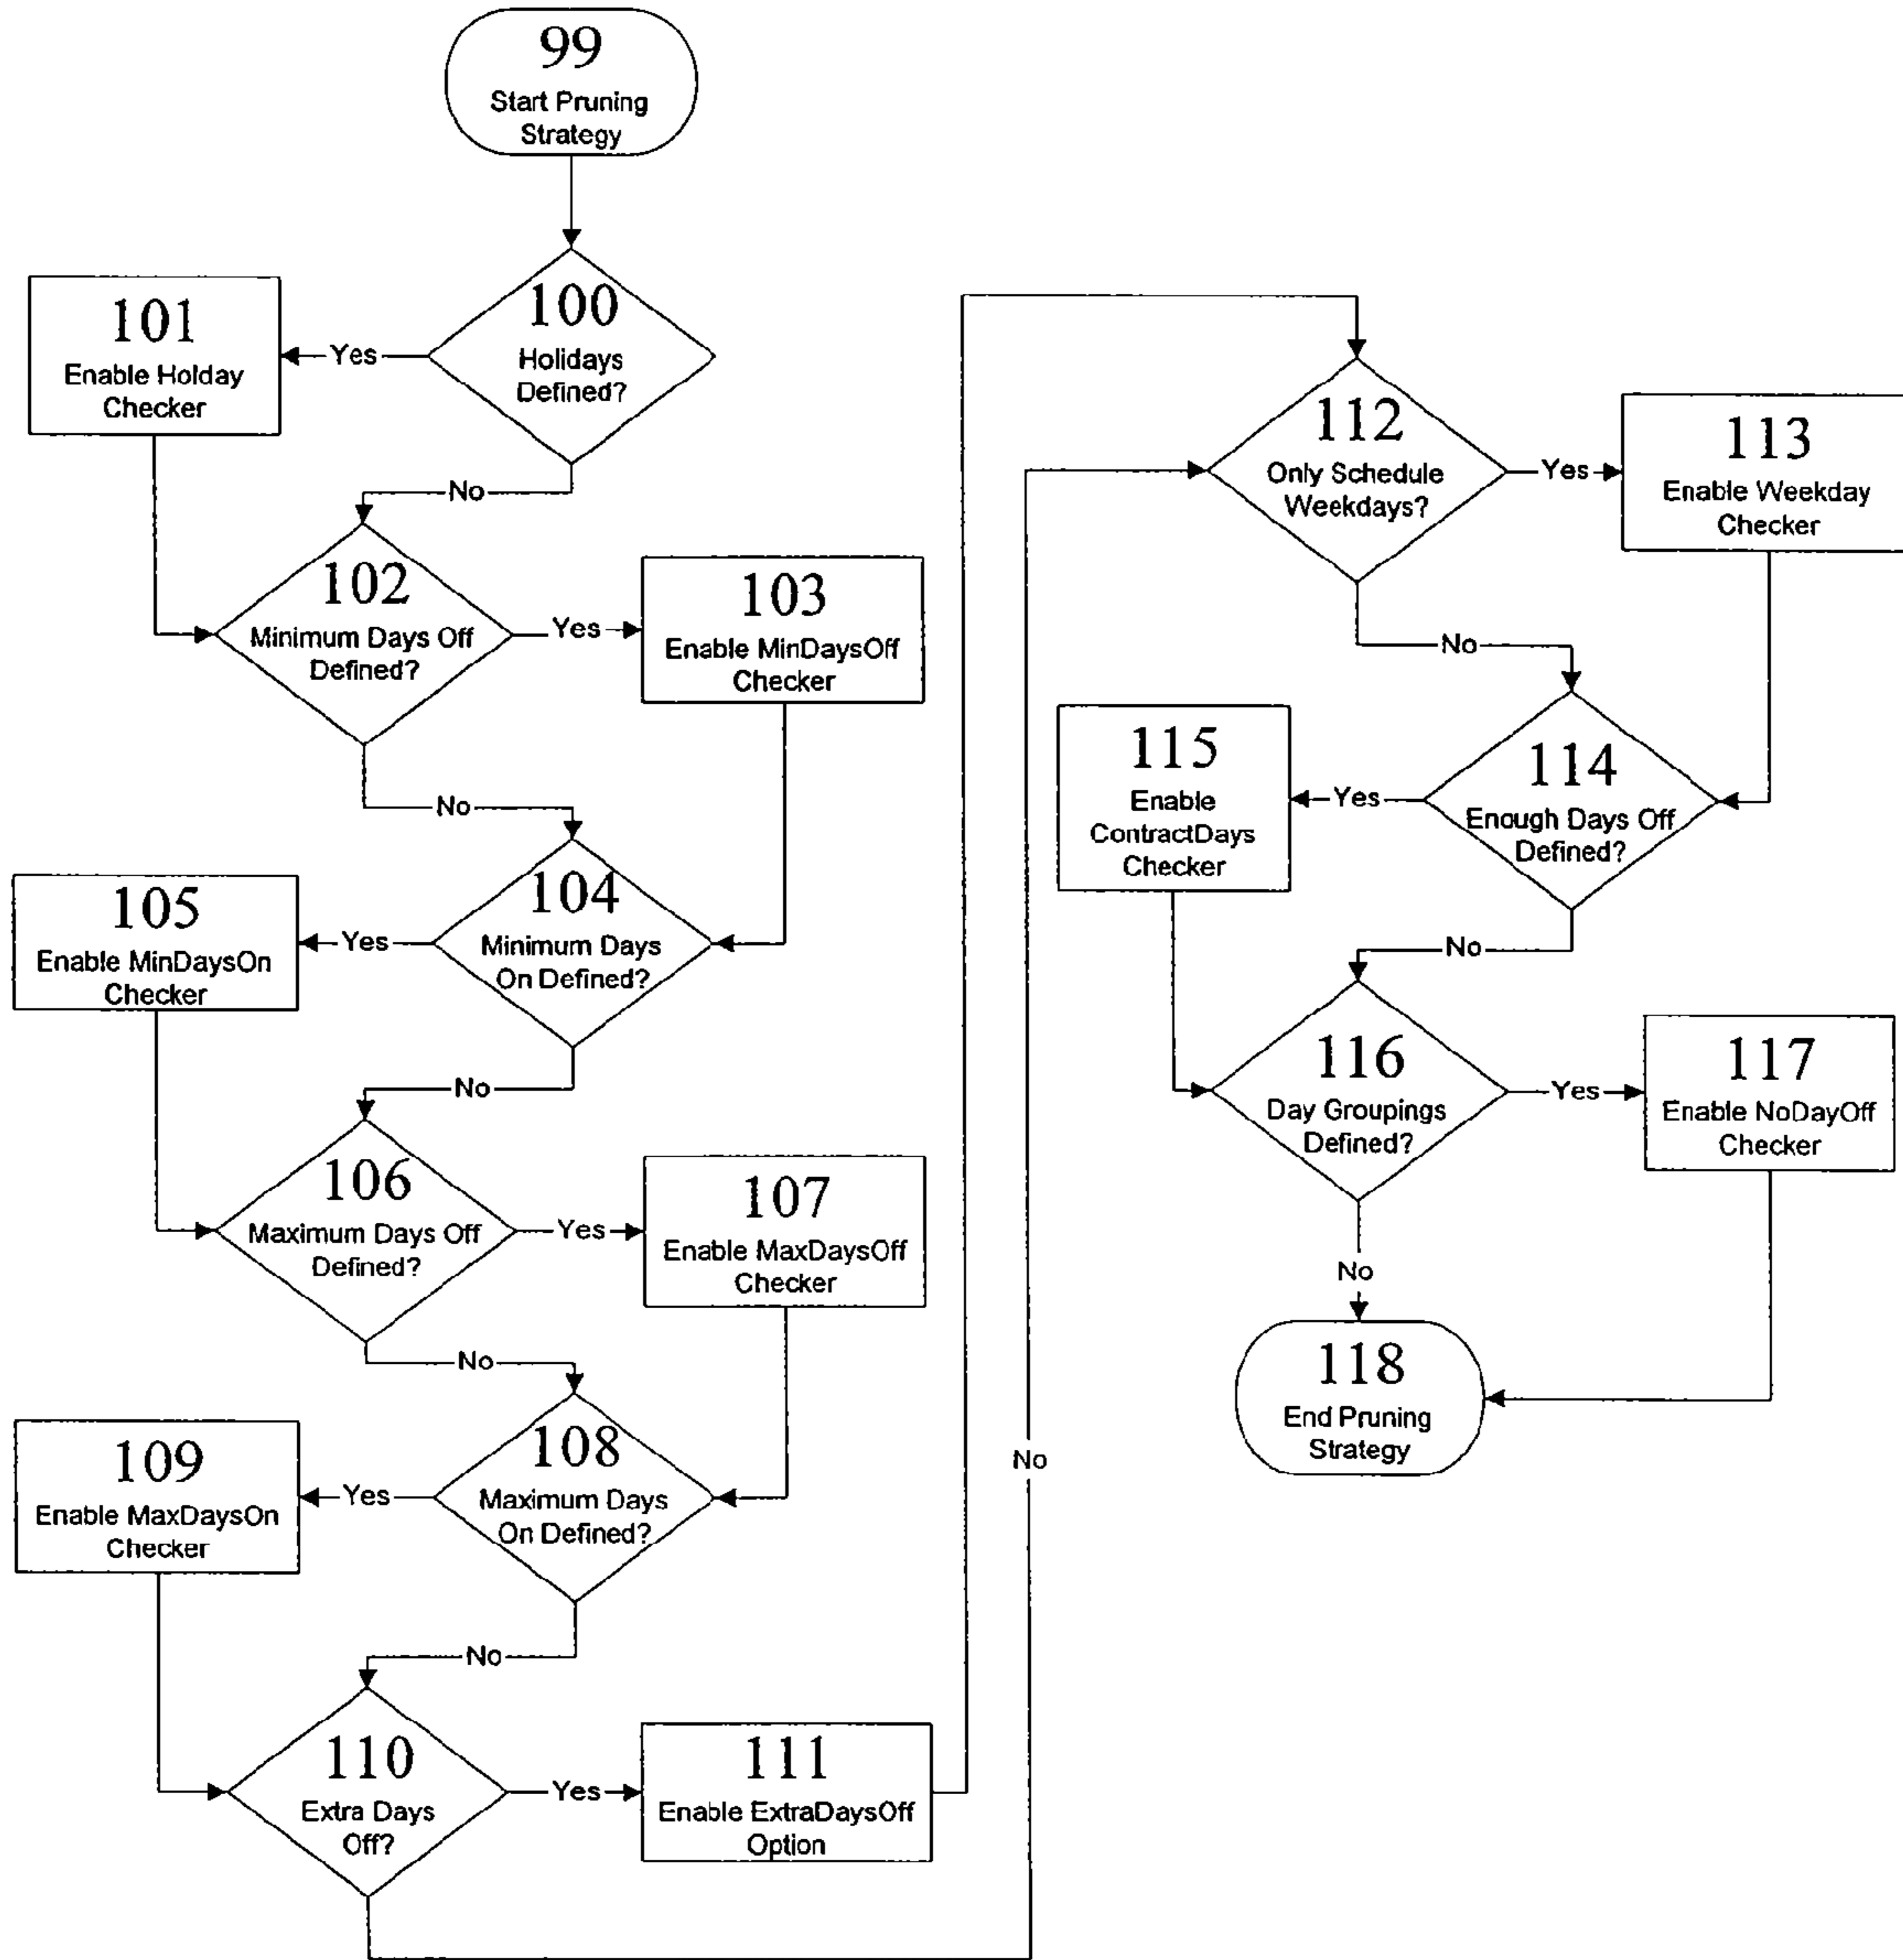 99
Start Pruning
Strategy
100
Holidays
Defined?
Yes
101
Enable Holday
Checker
No
102
Minimum Days Off
Defined?
Yes
103
Enable MinDaysOff
Checker
No
104
Minimum Days
On Defined?
Yes
105
Enable MinDaysOn
Checker
No
106
Maximum Days Off
Defined?
Yes
107
Enable MaxDaysOff
Checker
No
108
Maximum Days
On Defined?
Yes
109
Enable MaxDaysOn
Checker
No
110
Extra Days
Off?
Yes
111
Enable ExtraDaysOff
Option
No
112
Only Schedule
Weekdays?
Yes
113
Enable Weekday
Checker
No
114
Enough Days Off
Defined?
Yes
115
Enable
ContractDays
Checker
No
116
Day Groupings
Defined?
Yes
117
Enable NoDayOff
Checker
No
118
End Pruning
Strategy